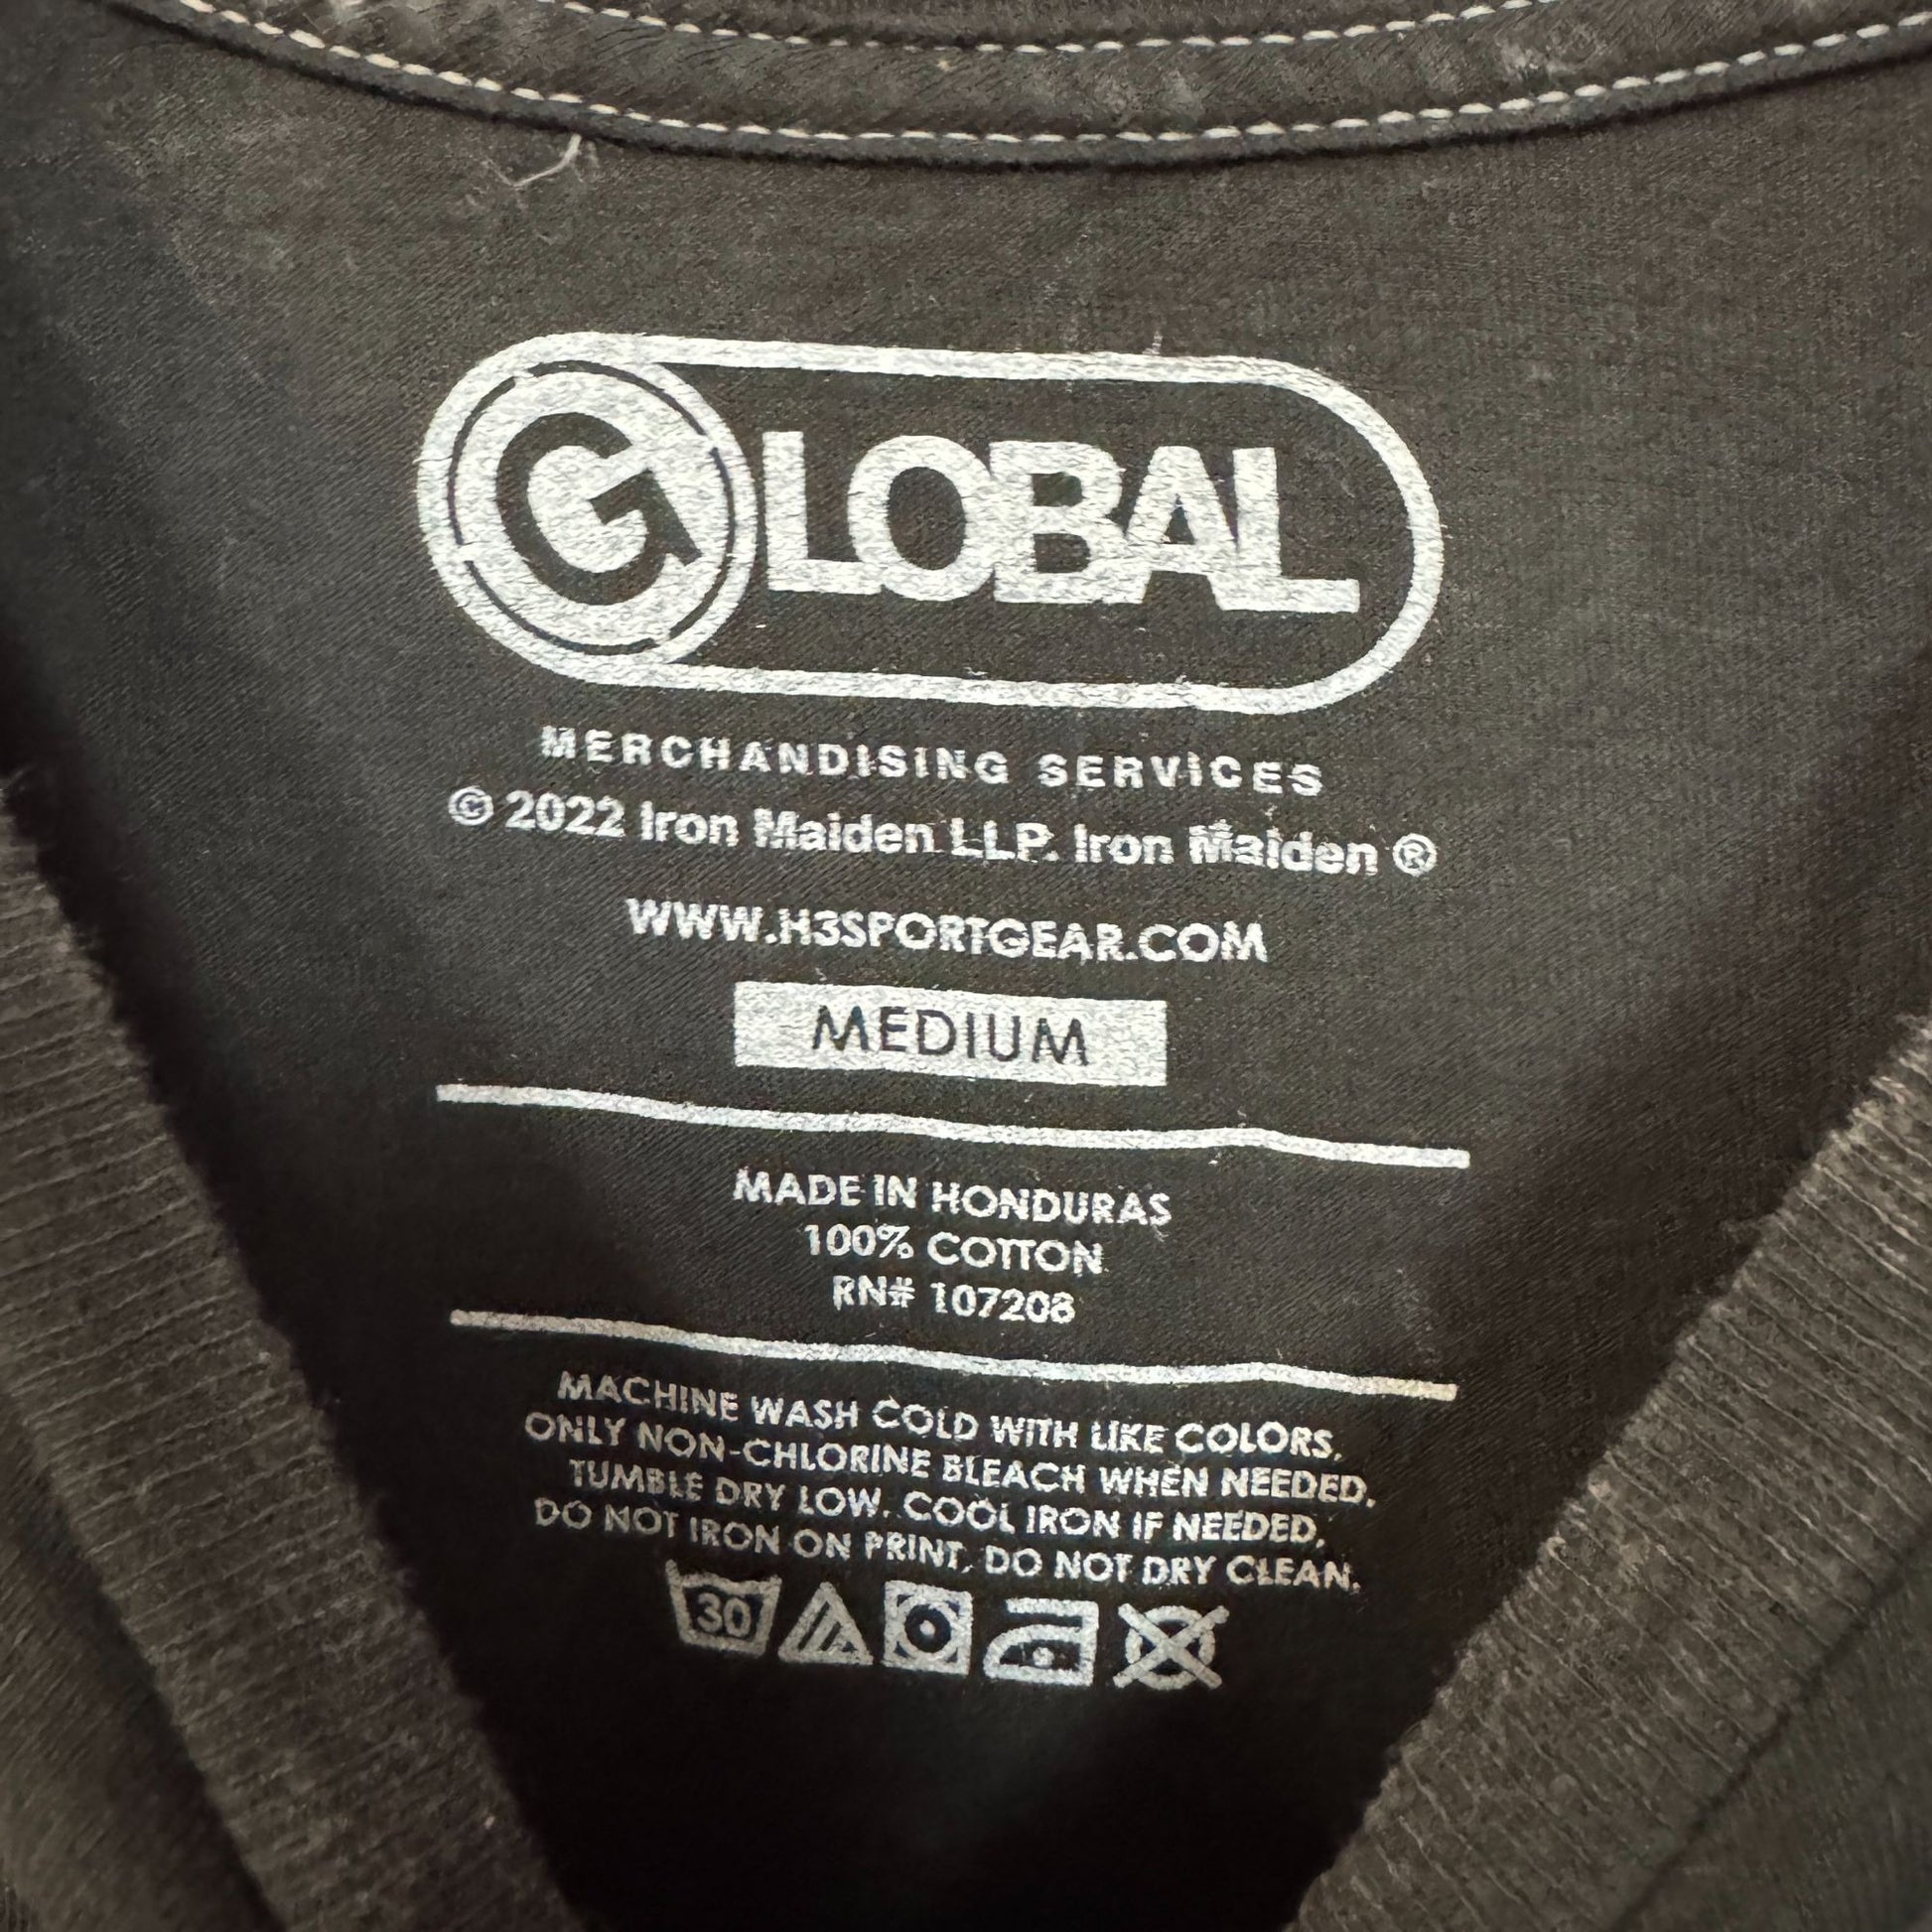 GLOBAL
MERCHANDISING SERVICES
© 2022 Iron Maiden LLP. Iron Maiden ®
WWW.H3SPORTGEAR.COM
MEDIUM
MADE IN HONDURAS
100% COTTON
RN# 107208
MACHINE WASH COLD WITH LIKE COLORS,
ONLY NON-CHLORINE BLEACH WHEN NEEDED,
TUMBLE DRY LOW, COOL IRON IF NEEDED,
DO NOT IRON ON PRINT, DO NOT DRY CLEAN.
30